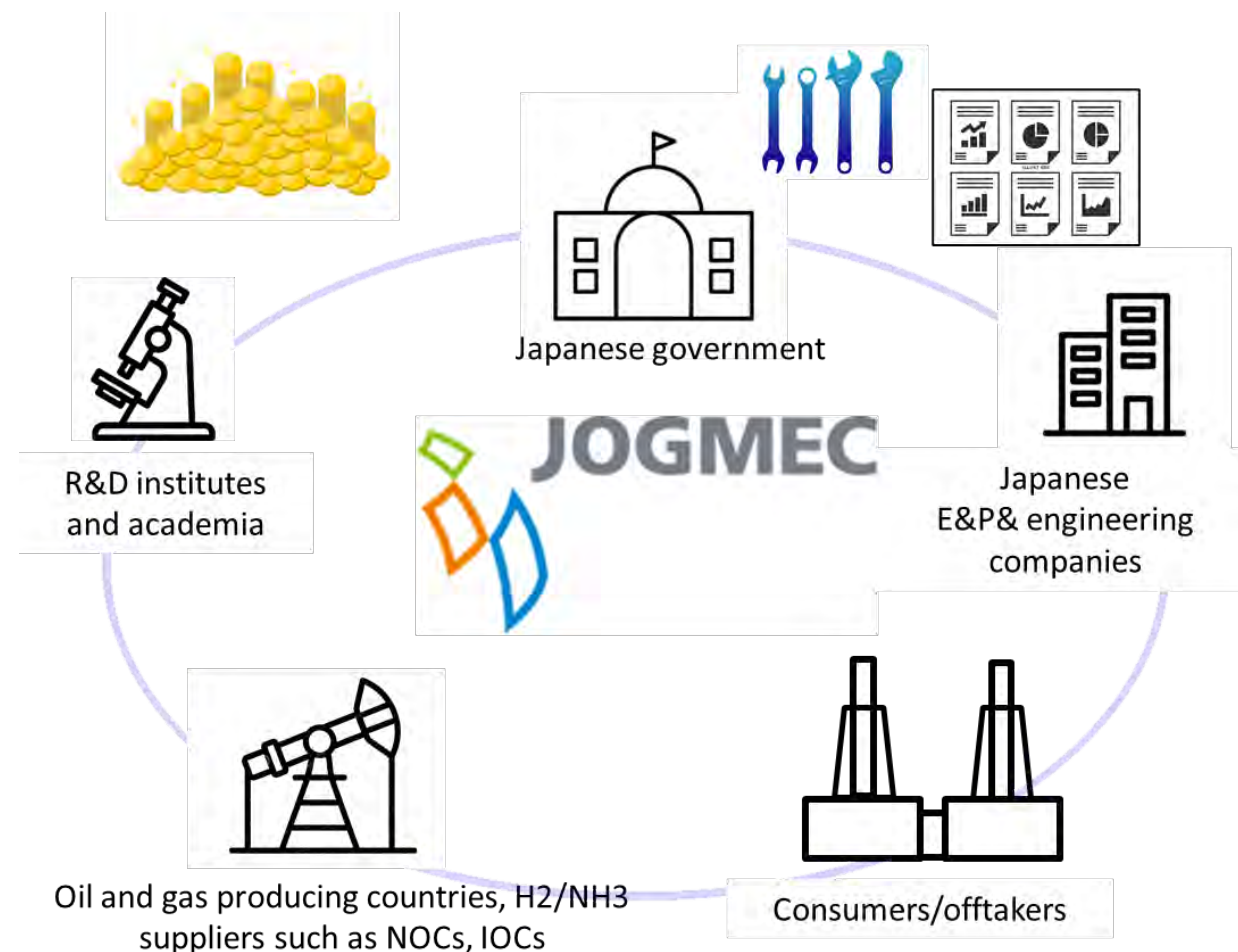 Japanese government
JOGMEC
R&D institutes
and academia
Japanese
E&P& engineering
companies
Oil and gas producing countries, H2/NH3
suppliers such as NOCs, IOCs
Consumers/offtakers